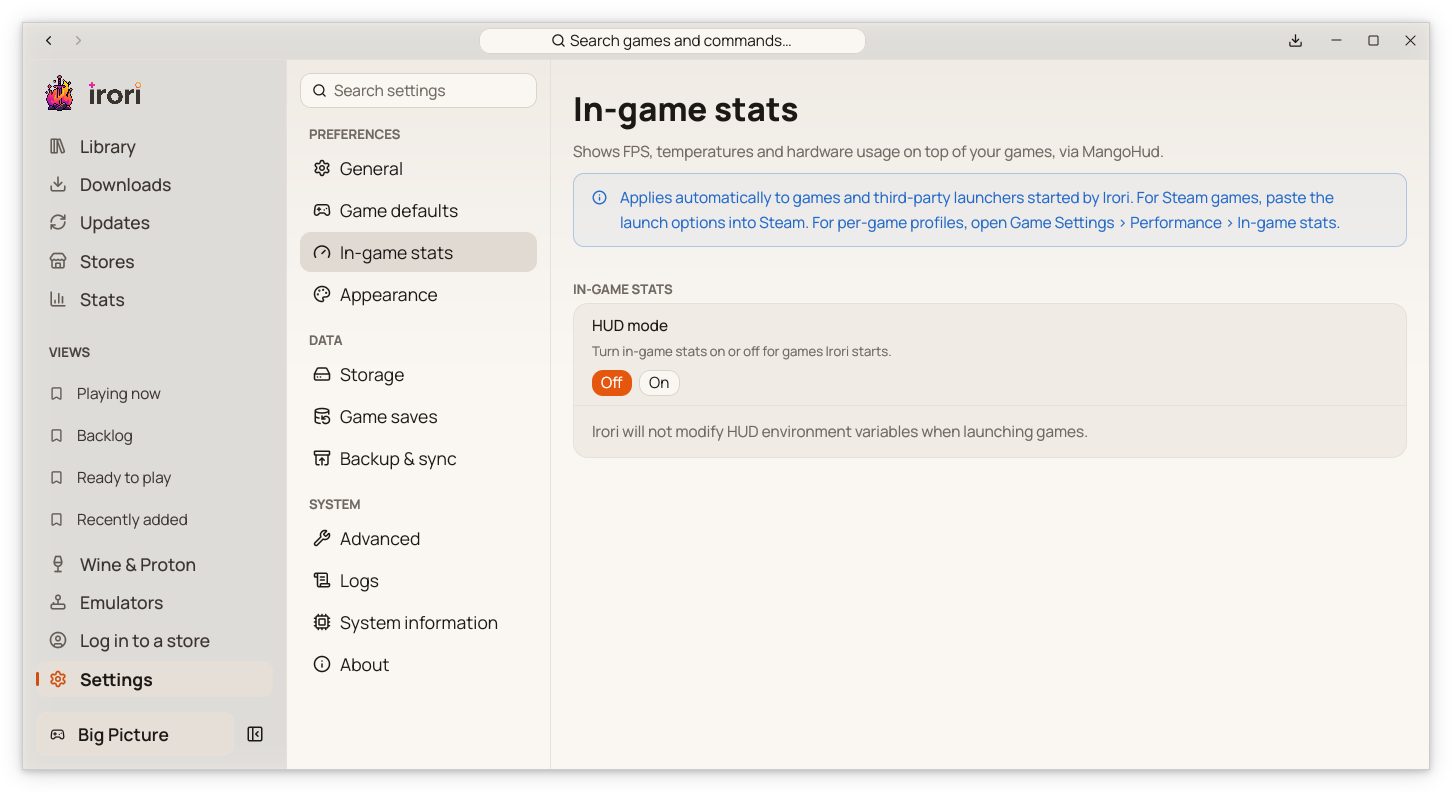 Search games and commands...
irori
Library
Downloads
Updates
Stores
Stats
VIEWS
Playing now
Backlog
Ready to play
Recently added
Wine & Proton
Emulators
Log in to a store
Settings
Big Picture
Search settings
PREFERENCES
General
Game defaults
In-game stats
Appearance
DATA
Storage
Game saves
Backup & sync
SYSTEM
Advanced
Logs
System information
About
In-game stats
Shows FPS, temperatures and hardware usage on top of your games, via MangoHud.
Applies automatically to games and third-party launchers started by Irori. For Steam games, paste the
launch options into Steam. For per-game profiles, open Game Settings › Performance › In-game stats.
IN-GAME STATS
HUD mode
Turn in-game stats on or off for games Irori starts.
Off On
Irori will not modify HUD environment variables when launching games.